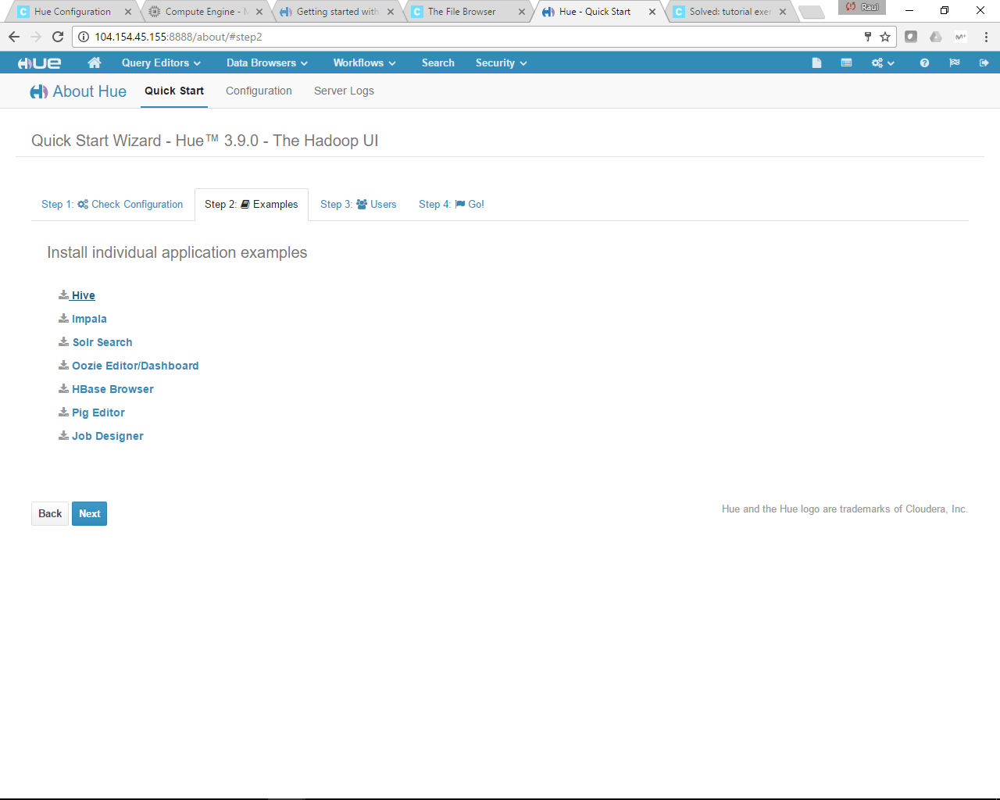 Hue Configuration
Compute Engine - M
Getting started with
The File Browser
Hue - Quick Start
Solved: tutorial exer
Raul
104.154.45.155:8888/about/#step2
HUE Query Editors Data Browsers Workflows Search Security
About Hue Quick Start Configuration Server Logs
Quick Start Wizard - Hue™ 3.9.0 - The Hadoop UI
Step 1: Check Configuration Step 2: Examples Step 3: Users Step 4: Go!
Install individual application examples
Hive
Impala
Solr Search
Oozie Editor/Dashboard
HBase Browser
Pig Editor
Job Designer
Back Next
Hue and the Hue logo are trademarks of Cloudera, Inc.